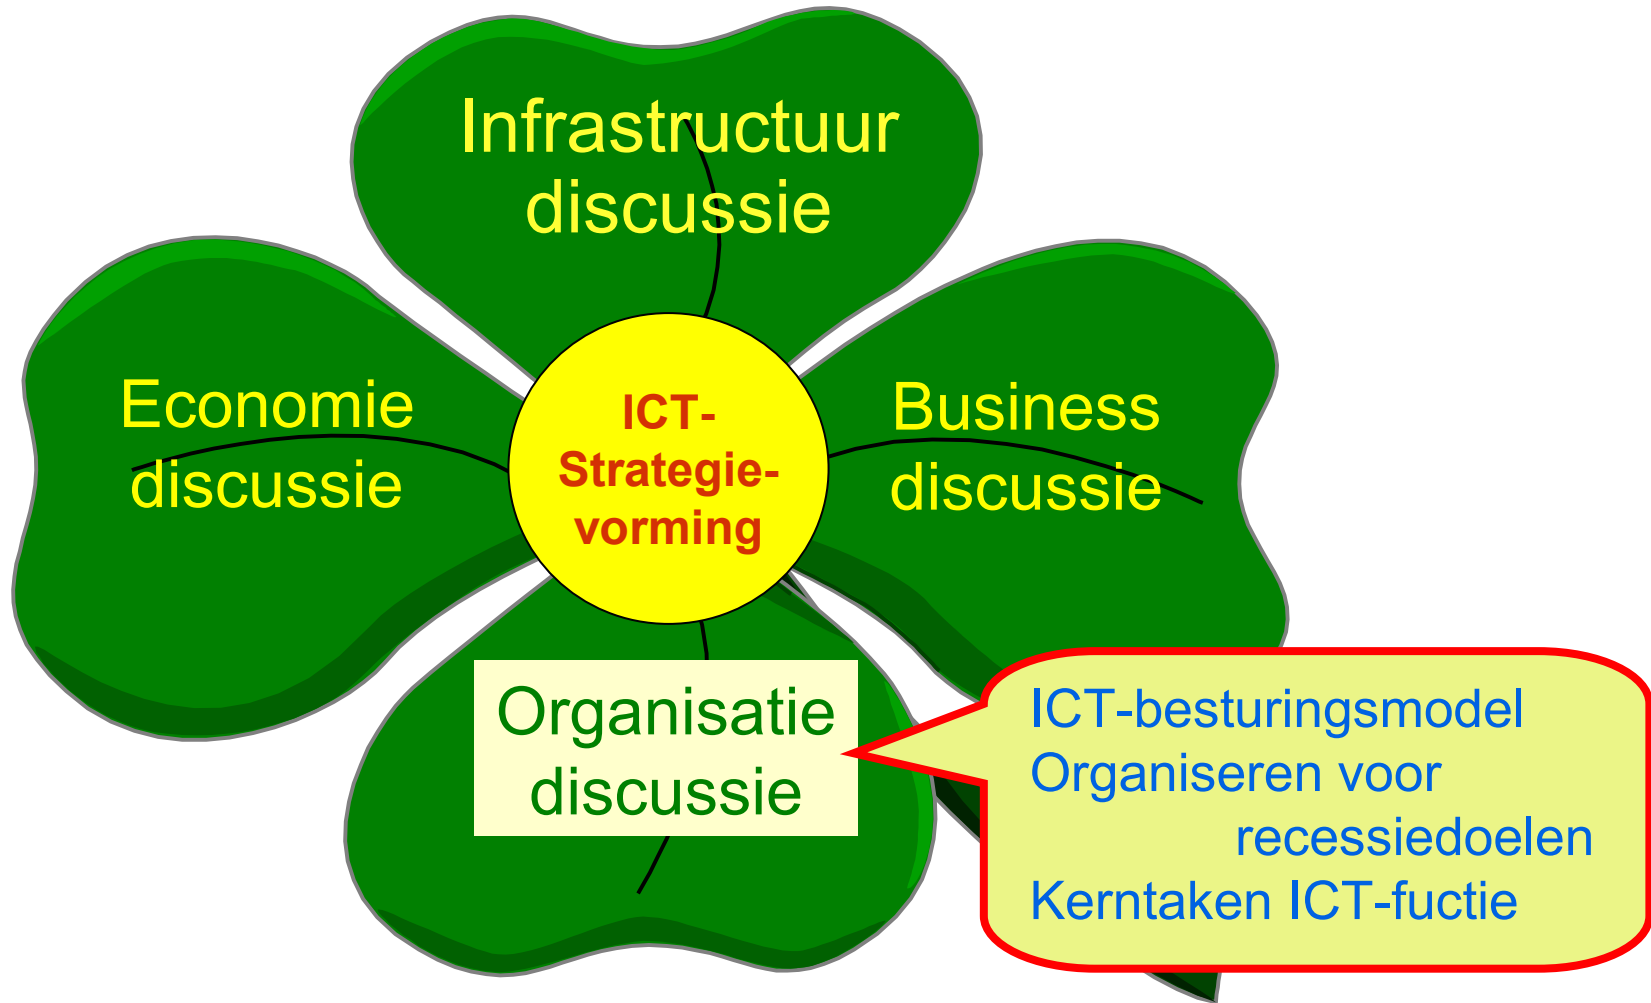 Infrastructuur
discussie
Economie
discussie
ICT-
Strategie-
vorming
Business
discussie
Organisatie
discussie
ICT-besturingsmodel
Organiseren voor
recessiedoelen
Kerntaken ICT-fuctie